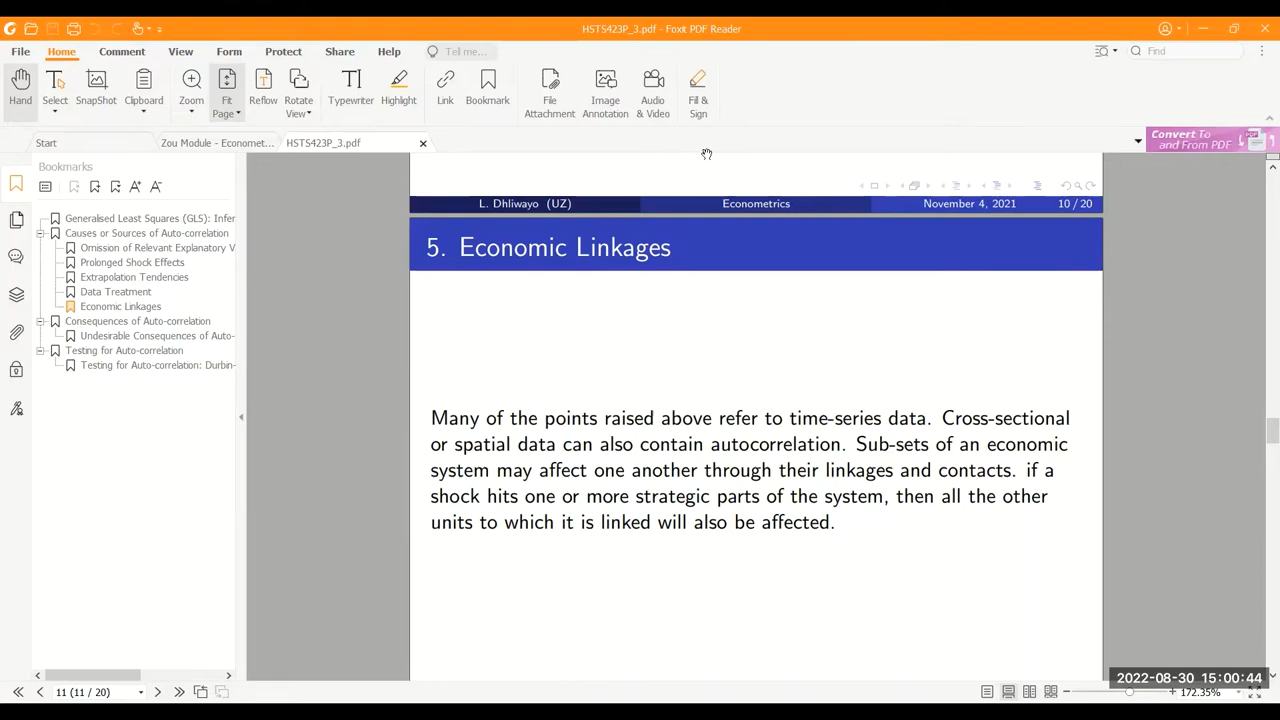 HSTS423P_3.pdf - Foxit PDF Reader
File Home Comment View Form Protect Share Help Tell me... Find
Hand Select SnapShot Clipboard Zoom Fit Page Reflow Rotate View Typewriter Highlight Link Bookmark File Attachment Image Annotation Audio & Video Fill & Sign
Start Zou Module - Economet... HSTS423P_3.pdf Convert To and From PDF
Bookmarks
Generalised Least Squares (GLS): Infer
Causes or Sources of Auto-correlation
Omission of Relevant Explanatory V
Prolonged Shock Effects
Extrapolation Tendencies
Data Treatment
Economic Linkages
Consequences of Auto-correlation
Undesirable Consequences of Auto-
Testing for Auto-correlation
Testing for Auto-correlation: Durbin-
L. Dhliwayo (UZ) Econometrics November 4, 2021 10 / 20
5. Economic Linkages
Many of the points raised above refer to time-series data. Cross-sectional
or spatial data can also contain autocorrelation. Sub-sets of an economic
system may affect one another through their linkages and contacts. if a
shock hits one or more strategic parts of the system, then all the other
units to which it is linked will also be affected.
2022-08-30 15:00:44
11 (11 / 20) 172.35%